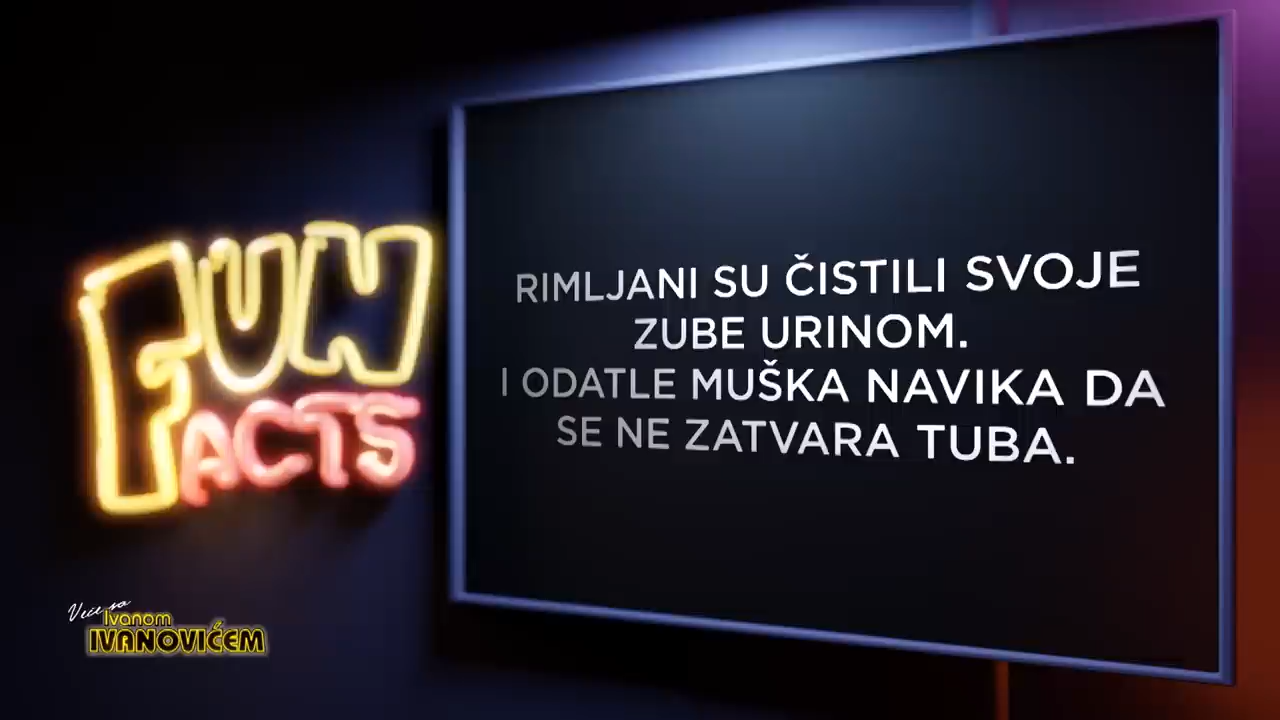 FUN
FACTS
RIMLJANI SU ČISTILI SVOJE
ZUBE URINOM.
I ODATLE MUŠKA NAVIKA DA
SE NE ZATVARA TUBA.
Veče sa
Ivanom
IVANOVIĆEM